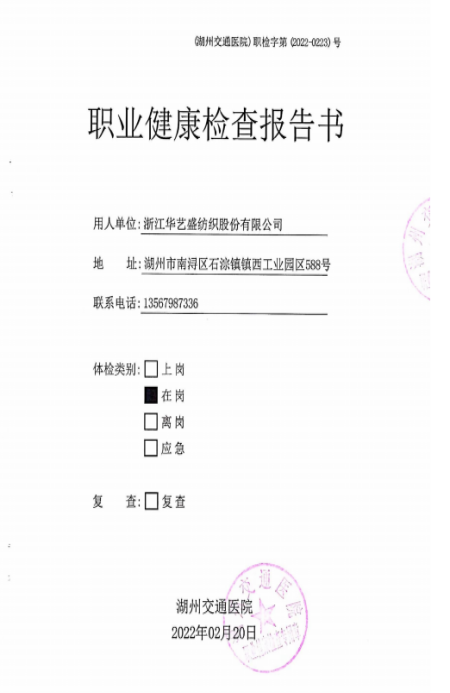 (湖州交通医院)职检字第(2022-0223)号
职业健康检查报告书
用人单位:浙江华艺盛纺织股份有限公司
地　　址:湖州市南浔区石淙镇镇西工业园区588号
联系电话:13567987336
体检类别:□上岗
■在岗
□离岗
□应急
复　　查:□复查
湖州交通医院
2022年02月20日
交通医院